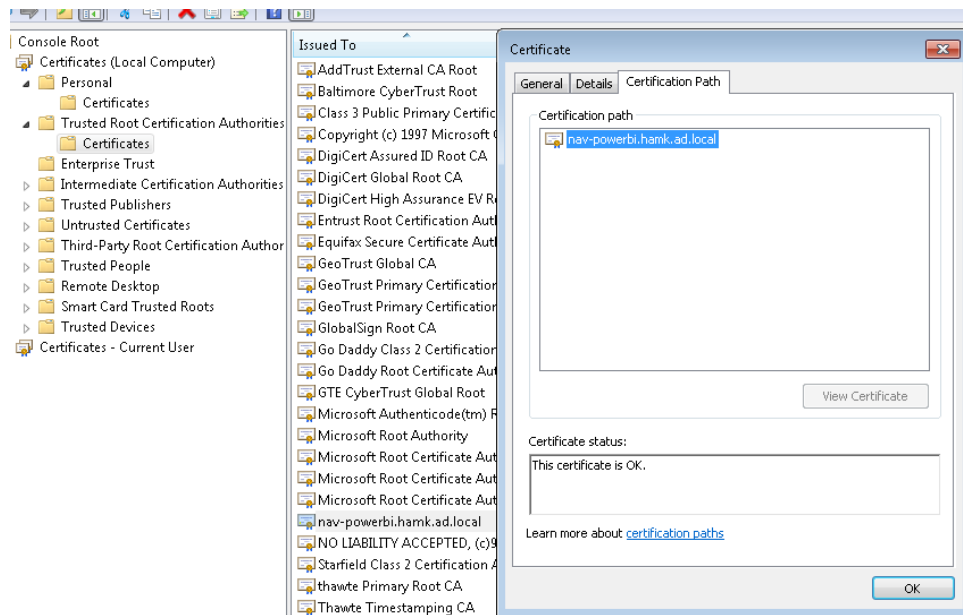 Console Root
Certificates (Local Computer)
Personal
Certificates
Trusted Root Certification Authorities
Certificates
Enterprise Trust
Intermediate Certification Authorities
Trusted Publishers
Untrusted Certificates
Third-Party Root Certification Author
Trusted People
Remote Desktop
Smart Card Trusted Roots
Trusted Devices
Certificates - Current User
Issued To
AddTrust External CA Root
Baltimore CyberTrust Root
Class 3 Public Primary Certific
Copyright (c) 1997 Microsoft
DigiCert Assured ID Root CA
DigiCert Global Root CA
DigiCert High Assurance EV R
Entrust Root Certification Aut
Equifax Secure Certificate Aut
GeoTrust Global CA
GeoTrust Primary Certification
GeoTrust Primary Certification
GlobalSign Root CA
Go Daddy Class 2 Certification
Go Daddy Root Certificate Aut
GTE CyberTrust Global Root
Microsoft Authenticode(tm) R
Microsoft Root Authority
Microsoft Root Certificate Aut
Microsoft Root Certificate Aut
Microsoft Root Certificate Aut
nav-powerbi.hamk.ad.local
NO LIABILITY ACCEPTED, (c)9
Starfield Class 2 Certification A
thawte Primary Root CA
Thawte Timestamping CA
Certificate
General Details Certification Path
Certification path
nav-powerbi.hamk.ad.local
View Certificate
Certificate status:
This certificate is OK.
Learn more about certification paths
OK